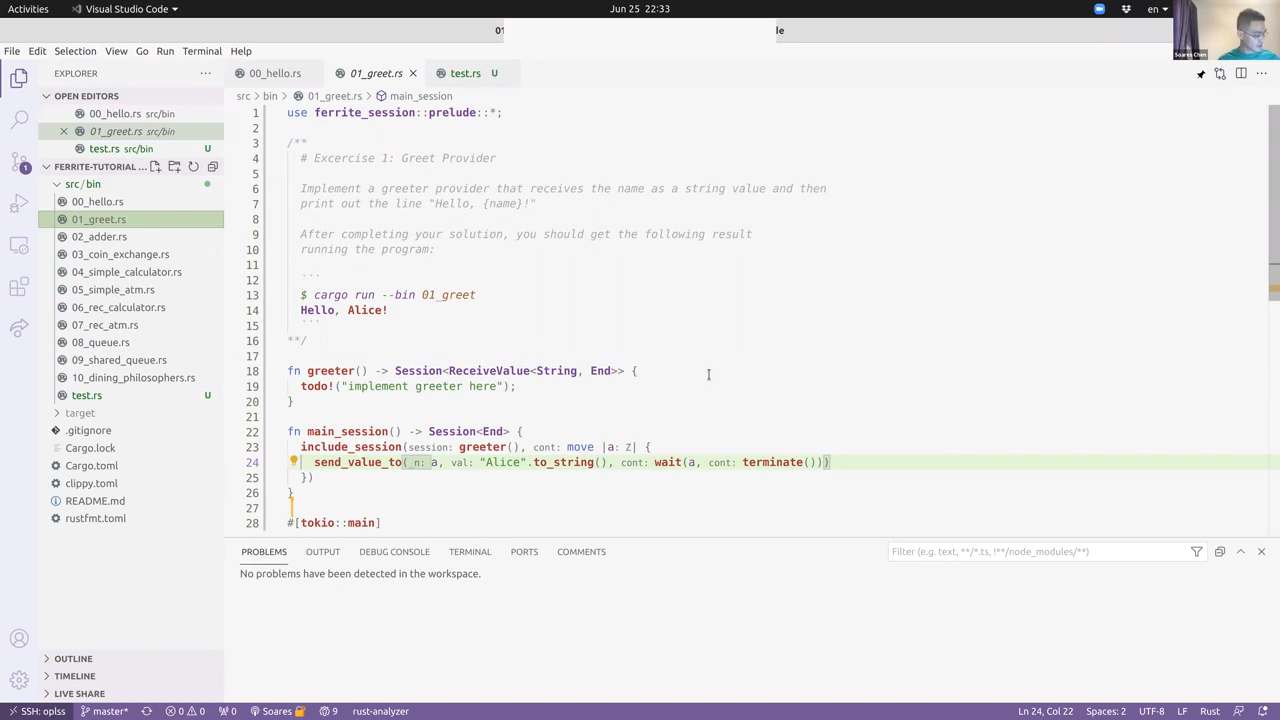 Activities
Visual Studio Code
Jun 25 22:33
en
01
de
Soares Chen
File Edit Selection View Go Run Terminal Help
EXPLORER
00_hello.rs
01_greet.rs
test.rs U
OPEN EDITORS
src > bin > 01_greet.rs > main_session
00_hello.rs src/bin
01_greet.rs src/bin
test.rs src/bin U
FERRITE-TUTORIAL ...
src/bin
00_hello.rs
01_greet.rs
02_adder.rs
03_coin_exchange.rs
04_simple_calculator.rs
05_simple_atm.rs
06_rec_calculator.rs
07_rec_atm.rs
08_queue.rs
09_shared_queue.rs
10_dining_philosophers.rs
test.rs U
target
.gitignore
Cargo.lock
Cargo.toml
clippy.toml
README.md
rustfmt.toml
OUTLINE
TIMELINE
LIVE SHARE
1 use ferrite_session::prelude::*;
2
3 /**
4 # Excercise 1: Greet Provider
5
6 Implement a greeter provider that receives the name as a string value and then
7 print out the line "Hello, {name}!"
8
9 After completing your solution, you should get the following result
10 running the program:
11
12 ```
13 $ cargo run --bin 01_greet
14 Hello, Alice!
15 ```
16 **/
17
18 fn greeter() -> Session<ReceiveValue<String, End>> {
19 todo!("implement greeter here");
20 }
21
22 fn main_session() -> Session<End> {
23 include_session(session: greeter(), cont: move |a: Z| {
24 send_value_to(_n: a, val: "Alice".to_string(), cont: wait(a, cont: terminate()))
25 })
26 }
27
28 #[tokio::main]
PROBLEMS OUTPUT DEBUG CONSOLE TERMINAL PORTS COMMENTS
Filter (e.g. text, **/*.ts, !**/node_modules/**)
No problems have been detected in the workspace.
1
SSH: oplss
master*
0 0
0
Soares
9
rust-analyzer
Ln 24, Col 22
Spaces: 2
UTF-8
LF
Rust